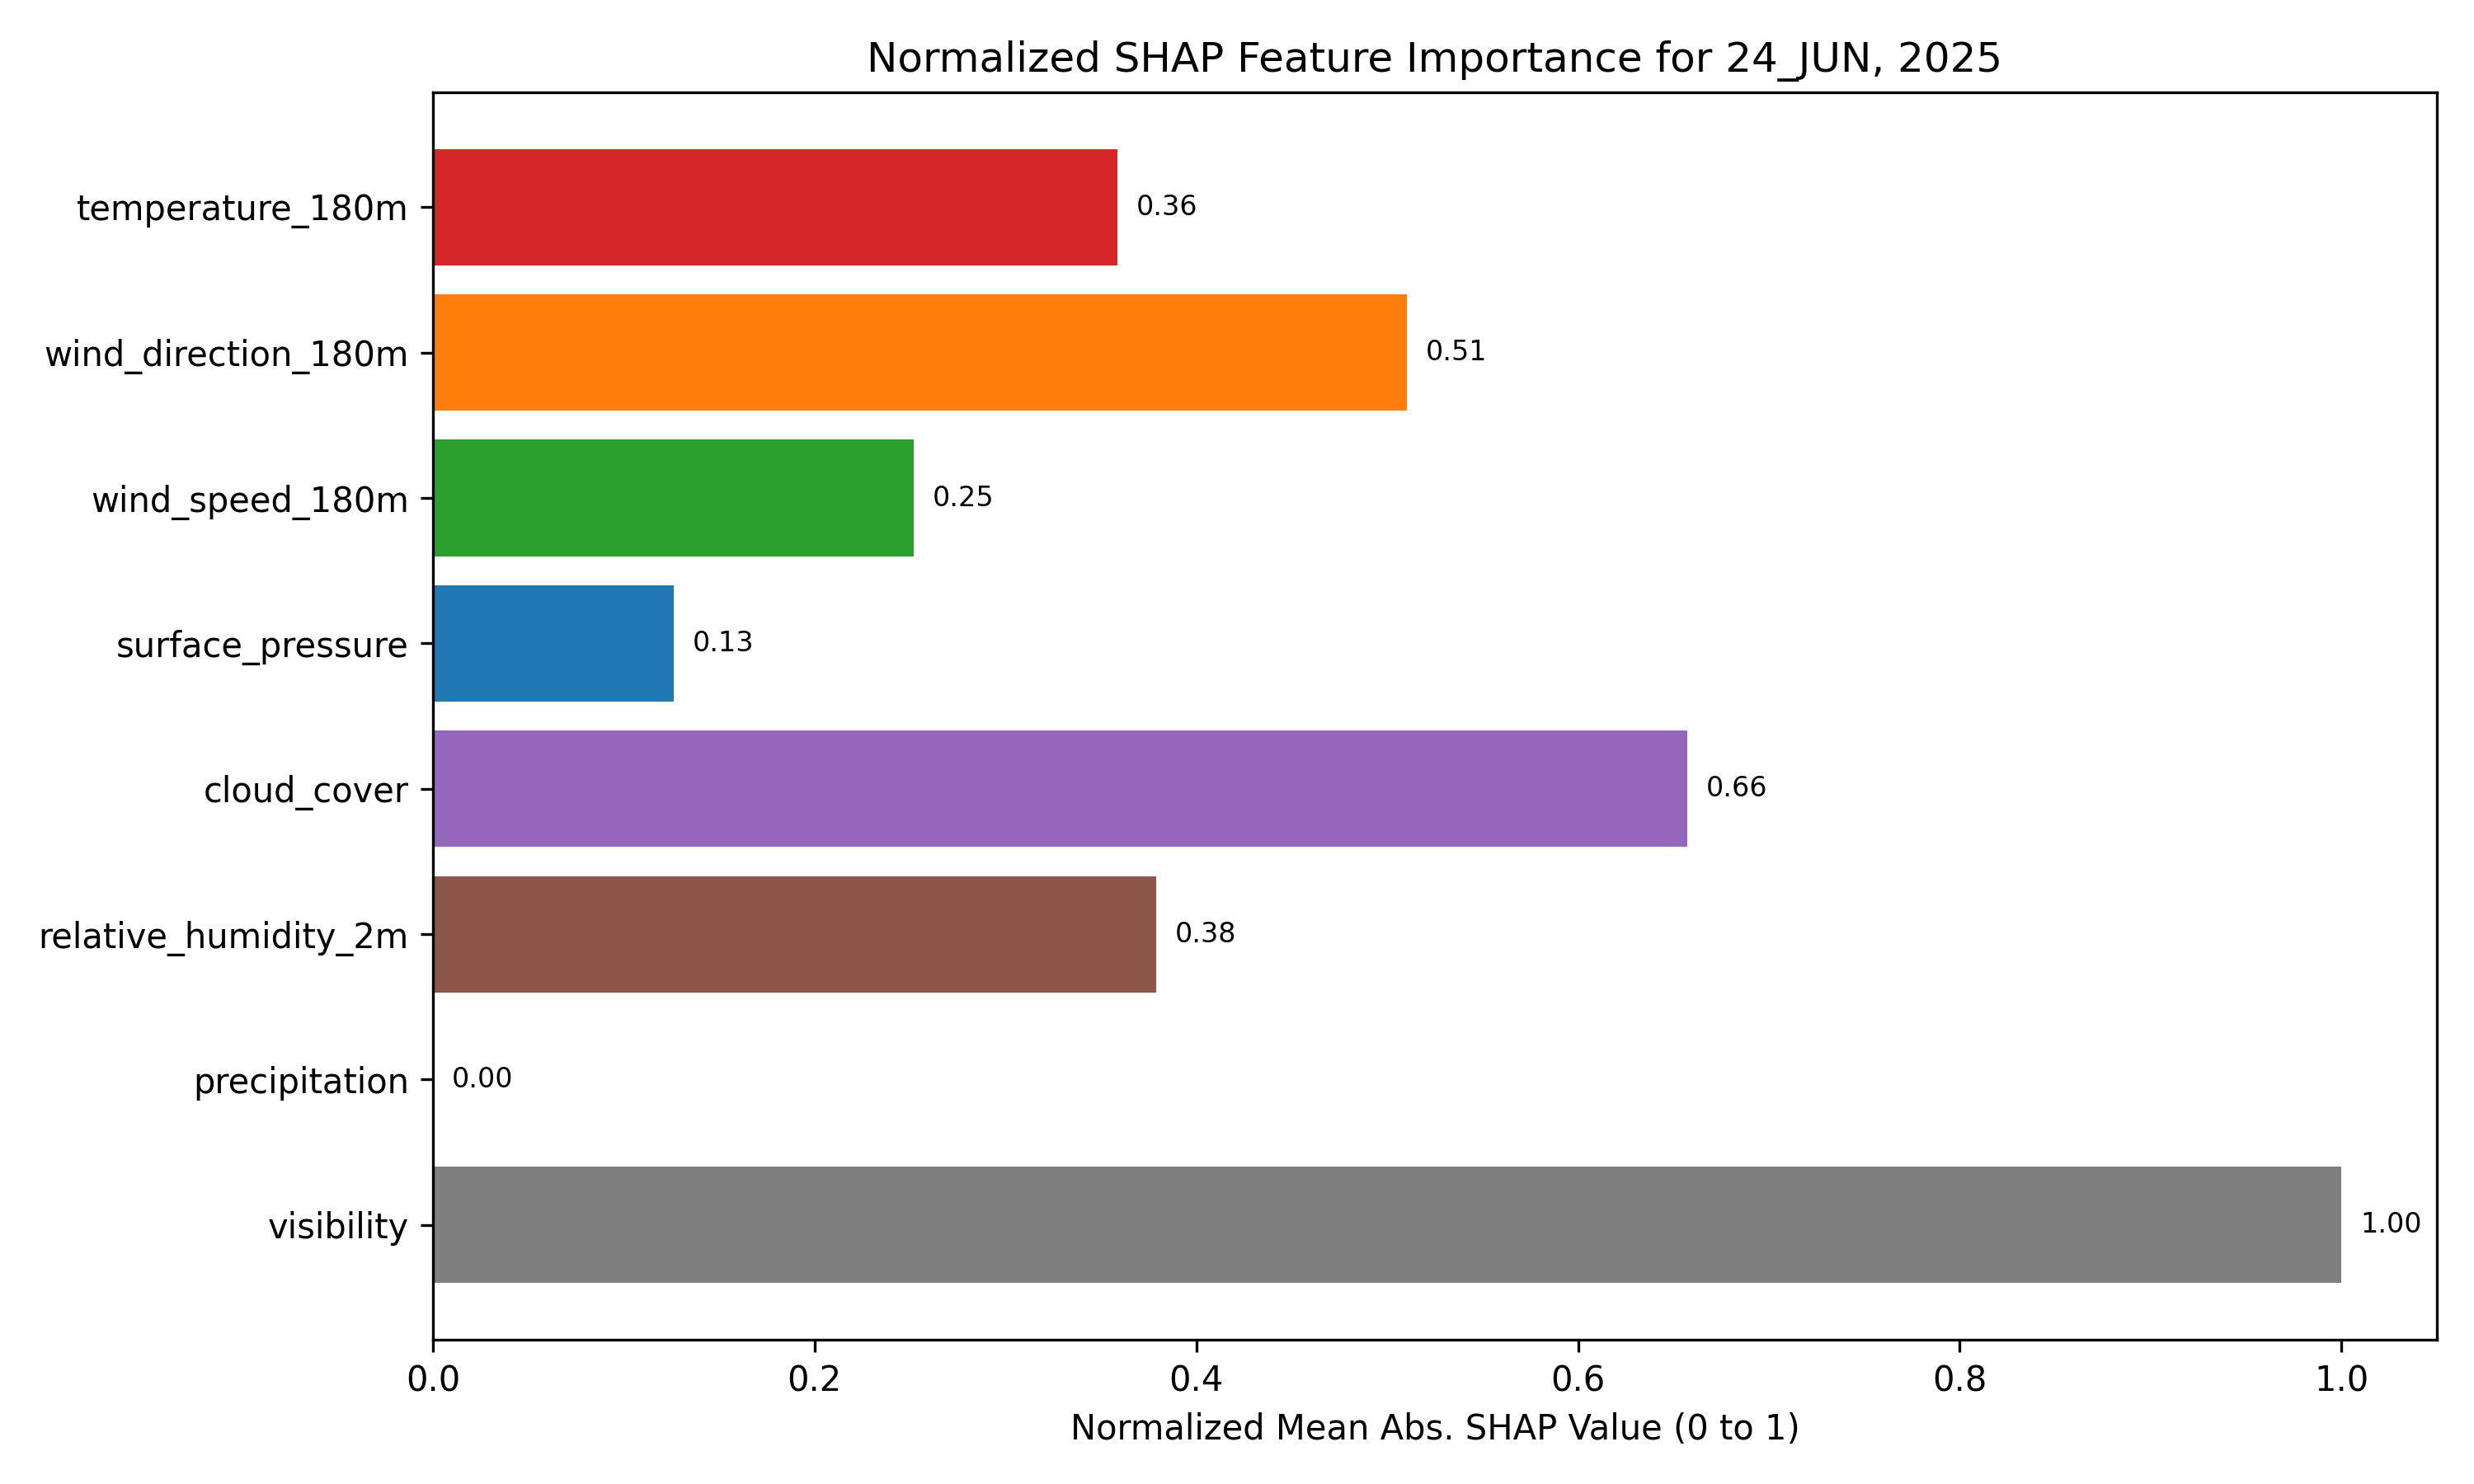 Normalized SHAP Feature Importance for 24_JUN, 2025
temperature_180m 0.36
wind_direction_180m 0.51
wind_speed_180m 0.25
surface_pressure 0.13
cloud_cover 0.66
relative_humidity_2m 0.38
precipitation 0.00
visibility 1.00
0.0 0.2 0.4 0.6 0.8 1.0
Normalized Mean Abs. SHAP Value (0 to 1)